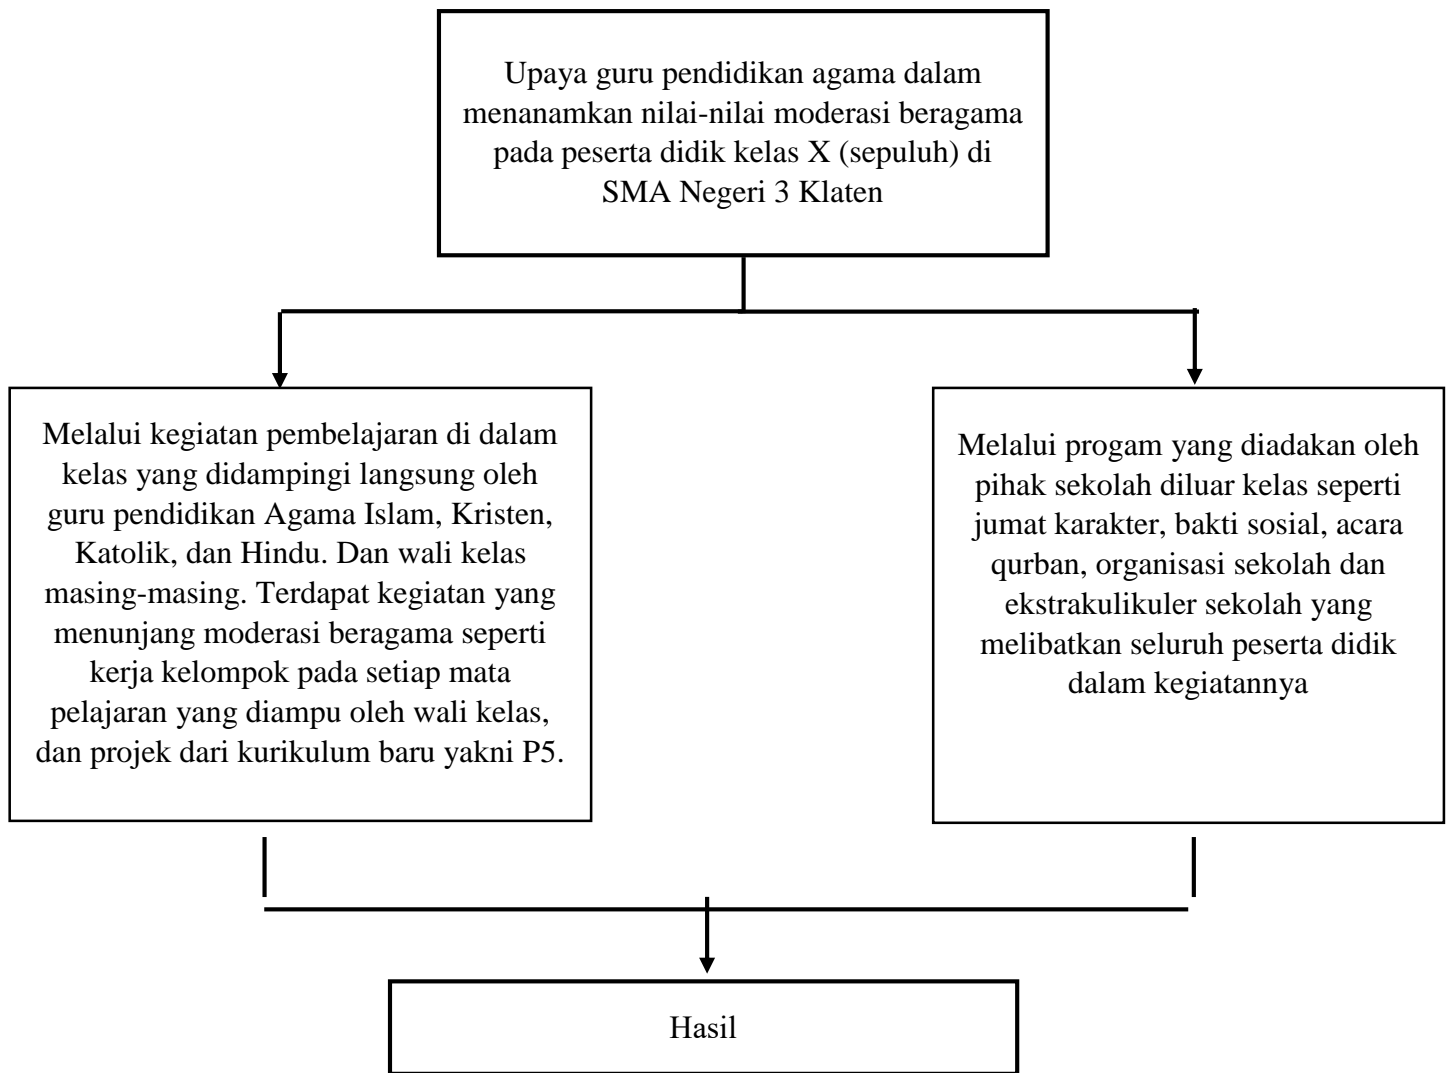 Upaya guru pendidikan agama dalam
menanamkan nilai-nilai moderasi beragama
pada peserta didik kelas X (sepuluh) di
SMA Negeri 3 Klaten
Melalui kegiatan pembelajaran di dalam
kelas yang didampingi langsung oleh
guru pendidikan Agama Islam, Kristen,
Katolik, dan Hindu. Dan wali kelas
masing-masing. Terdapat kegiatan yang
menunjang moderasi beragama seperti
kerja kelompok pada setiap mata
pelajaran yang diampu oleh wali kelas,
dan projek dari kurikulum baru yakni P5.
Melalui progam yang diadakan oleh
pihak sekolah diluar kelas seperti
jumat karakter, bakti sosial, acara
qurban, organisasi sekolah dan
ekstrakulikuler sekolah yang
melibatkan seluruh peserta didik
dalam kegiatannya
Hasil